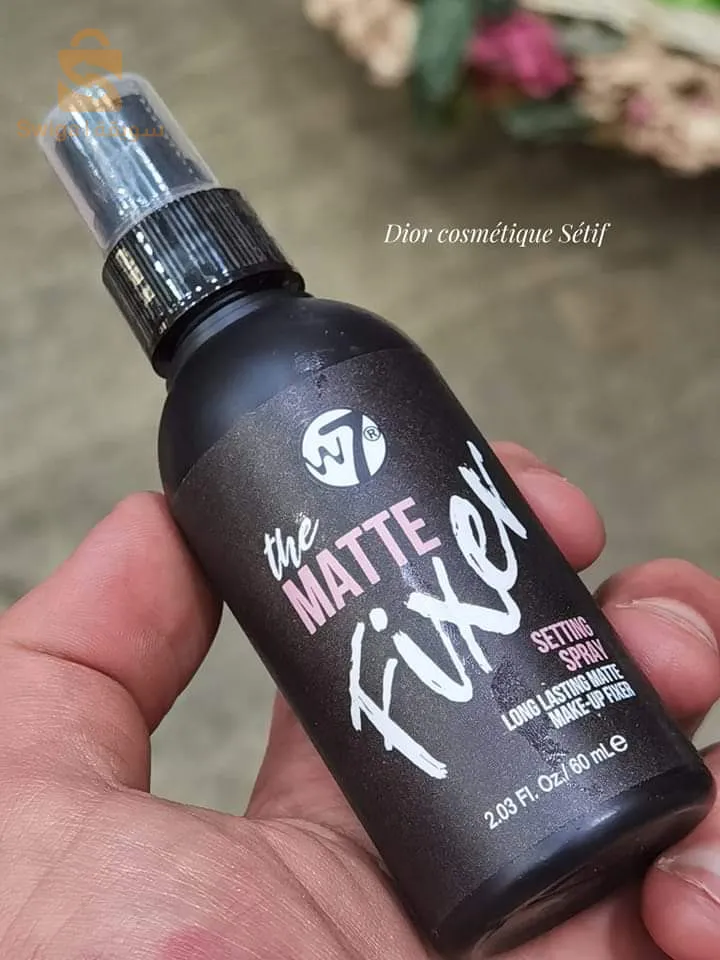 Dior cosmétique Sétif
W7®
the
MATTE
Fixer
SETTING
SPRAY
LONG LASTING MATTE
MAKE-UP FIXER
2.03 Fl. Oz./ 60 mL℮